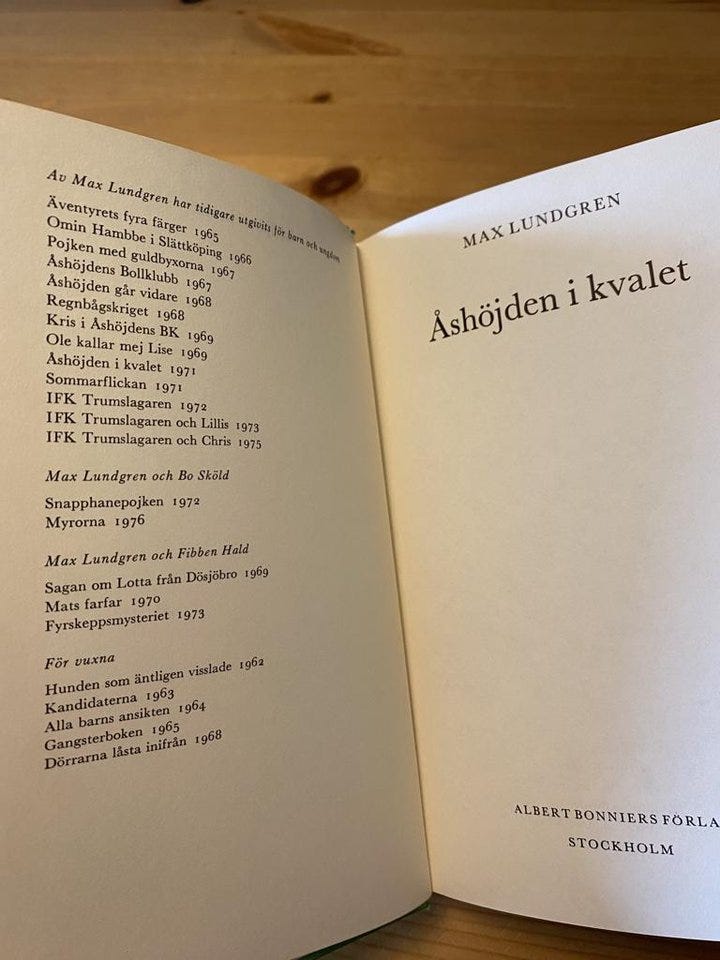 Av Max Lundgren har tidigare utgivits för barn och ungdom
Äventyrets fyra färger 1965
Omin Hambbe i Slättköping 1966
Pojken med guldbyxorna 1967
Åshöjdens Bollklubb 1967
Åshöjden går vidare 1968
Regnbågskriget 1968
Kris i Åshöjdens BK 1969
Ole kallar mej Lise 1969
Åshöjden i kvalet 1971
Sommarflickan 1971
IFK Trumslagaren 1972
IFK Trumslagaren och Lillis 1973
IFK Trumslagaren och Chris 1975
Max Lundgren och Bo Sköld
Snapphanepojken 1972
Myrorna 1976
Max Lundgren och Fibben Hald
Sagan om Lotta från Dösjöbro 1969
Mats farfar 1970
Fyrskeppsmysteriet 1973
För vuxna
Hunden som äntligen visslade 1962
Kandidaterna 1963
Alla barns ansikten 1964
Gangsterboken 1965
Dörrarna låsta inifrån 1968
MAX LUNDGREN
Åshöjden i kvalet
ALBERT BONNIERS FÖRLA
STOCKHOLM